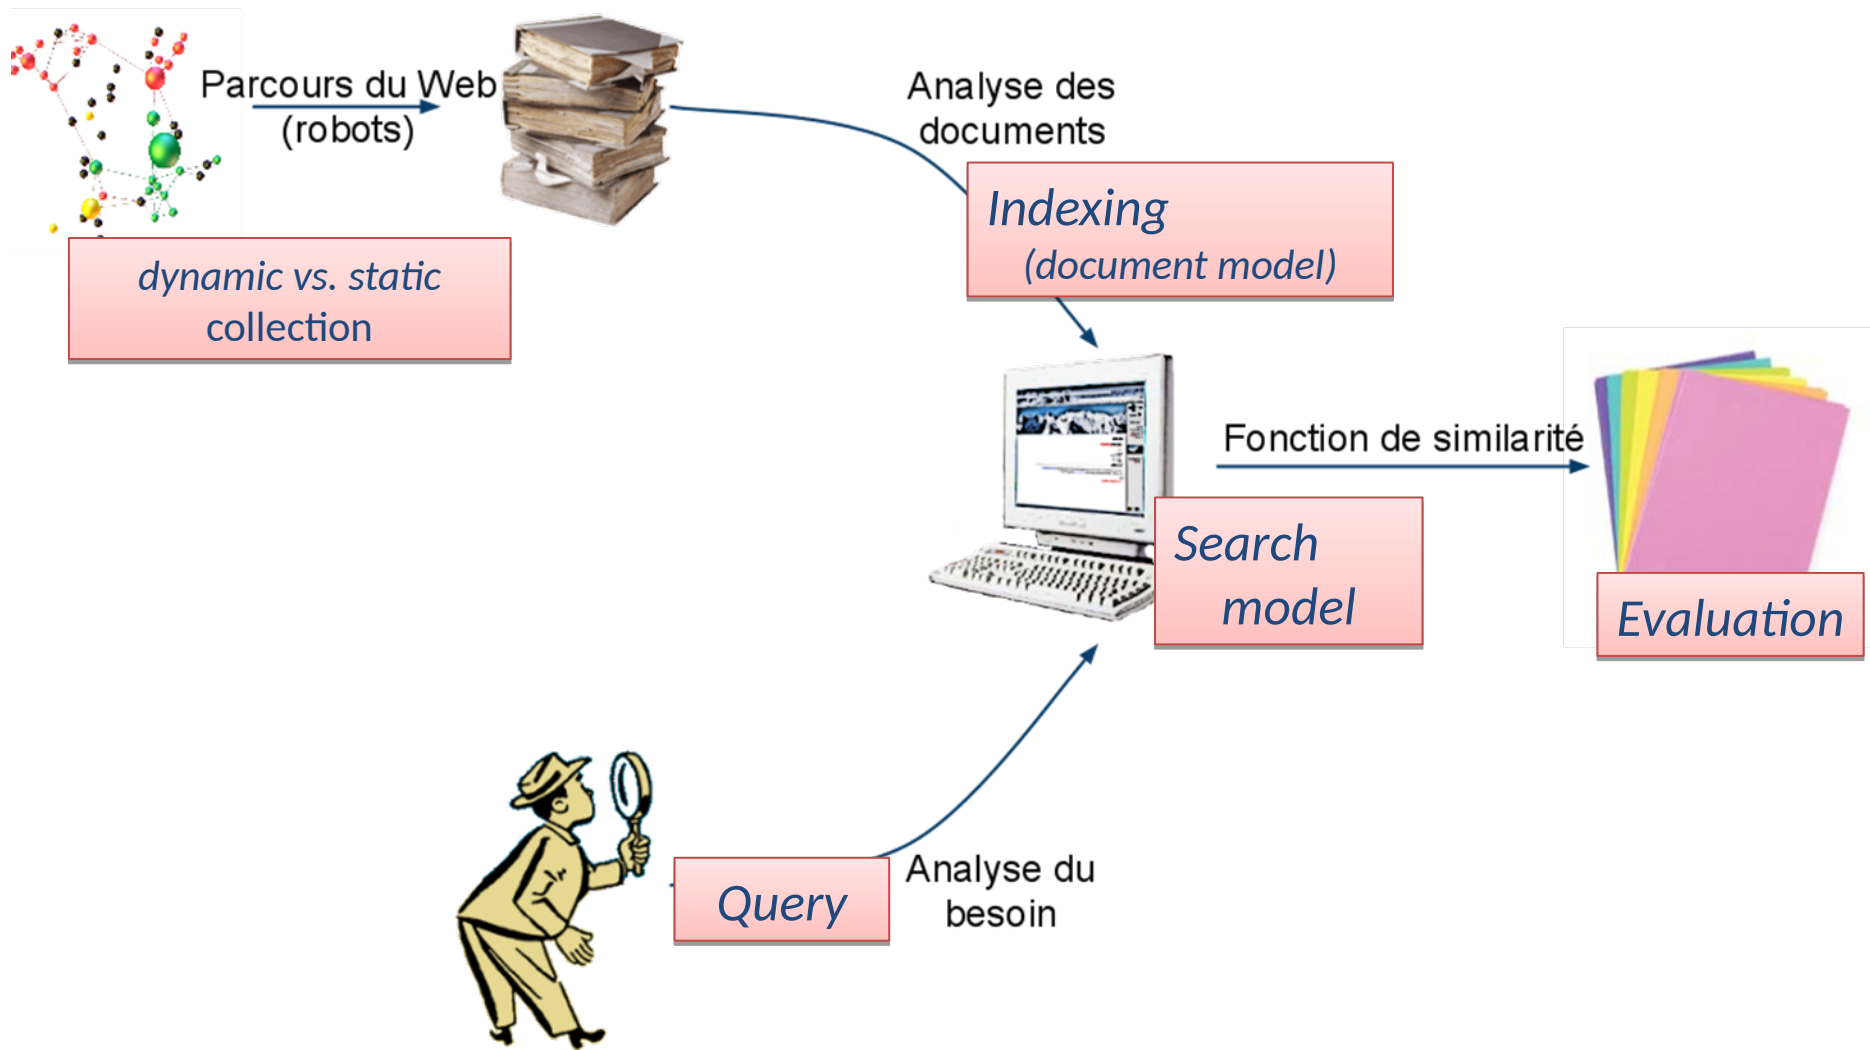 Parcours du Web
(robots)
Analyse des
documents
Indexing
(document model)
dynamic vs. static
collection
Fonction de similarité
Search
model
Evaluation
Query
Analyse du
besoin